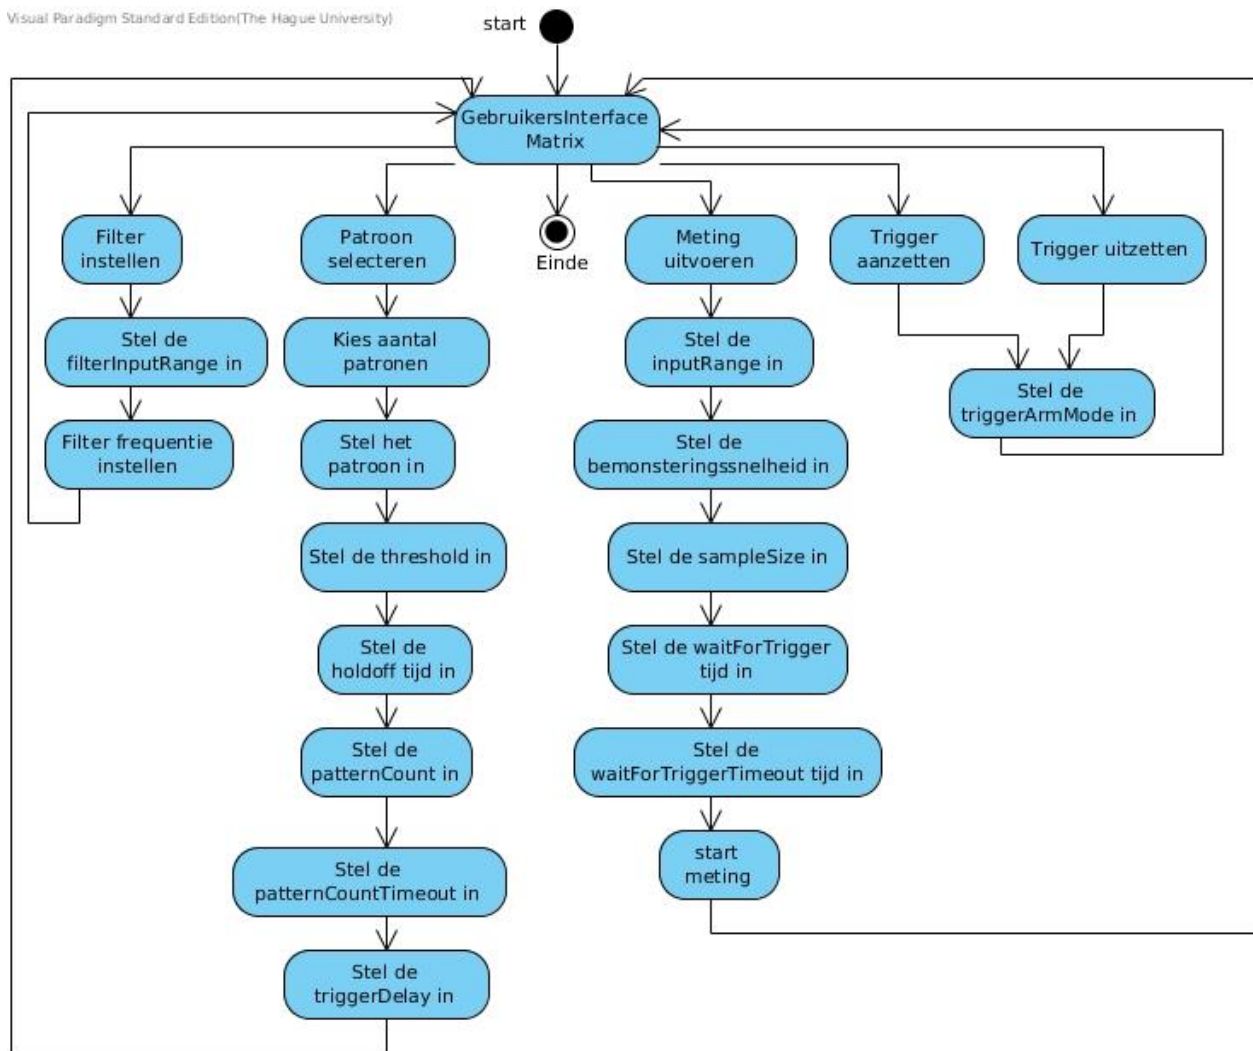 Visual Paradigm Standard Edition(The Hague University)
start
GebruikersInterface
Matrix
Filter
instellen
Patroon
selecteren
Einde
Meting
uitvoeren
Trigger
aanzetten
Trigger uitzetten
Stel de
filterInputRange in
Kies aantal
patronen
Stel de
inputRange in
Stel de
triggerArmMode in
Filter frequentie
instellen
Stel het
patroon in
Stel de
bemonsteringssnelheid in
Stel de threshold in
Stel de sampleSize in
Stel de
holdoff tijd in
Stel de waitForTrigger
tijd in
Stel de
patternCount in
Stel de
waitForTriggerTimeout tijd in
Stel de
patternCountTimeout in
start
meting
Stel de
triggerDelay in